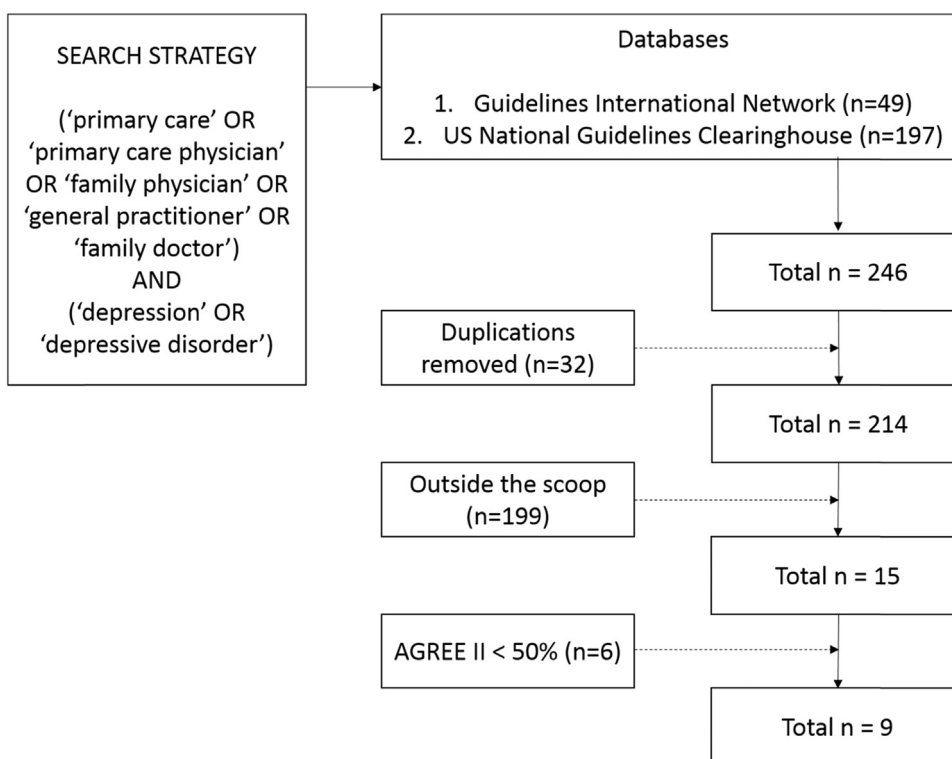 SEARCH STRATEGY
(‘primary care’ OR
‘primary care physician’
OR ‘family physician’ OR
‘general practitioner’ OR
‘family doctor’)
AND
(‘depression’ OR
‘depressive disorder’)
Databases
1. Guidelines International Network (n=49)
2. US National Guidelines Clearinghouse (n=197)
Total n = 246
Duplications
removed (n=32)
Total n = 214
Outside the scoop
(n=199)
Total n = 15
AGREE II < 50% (n=6)
Total n = 9